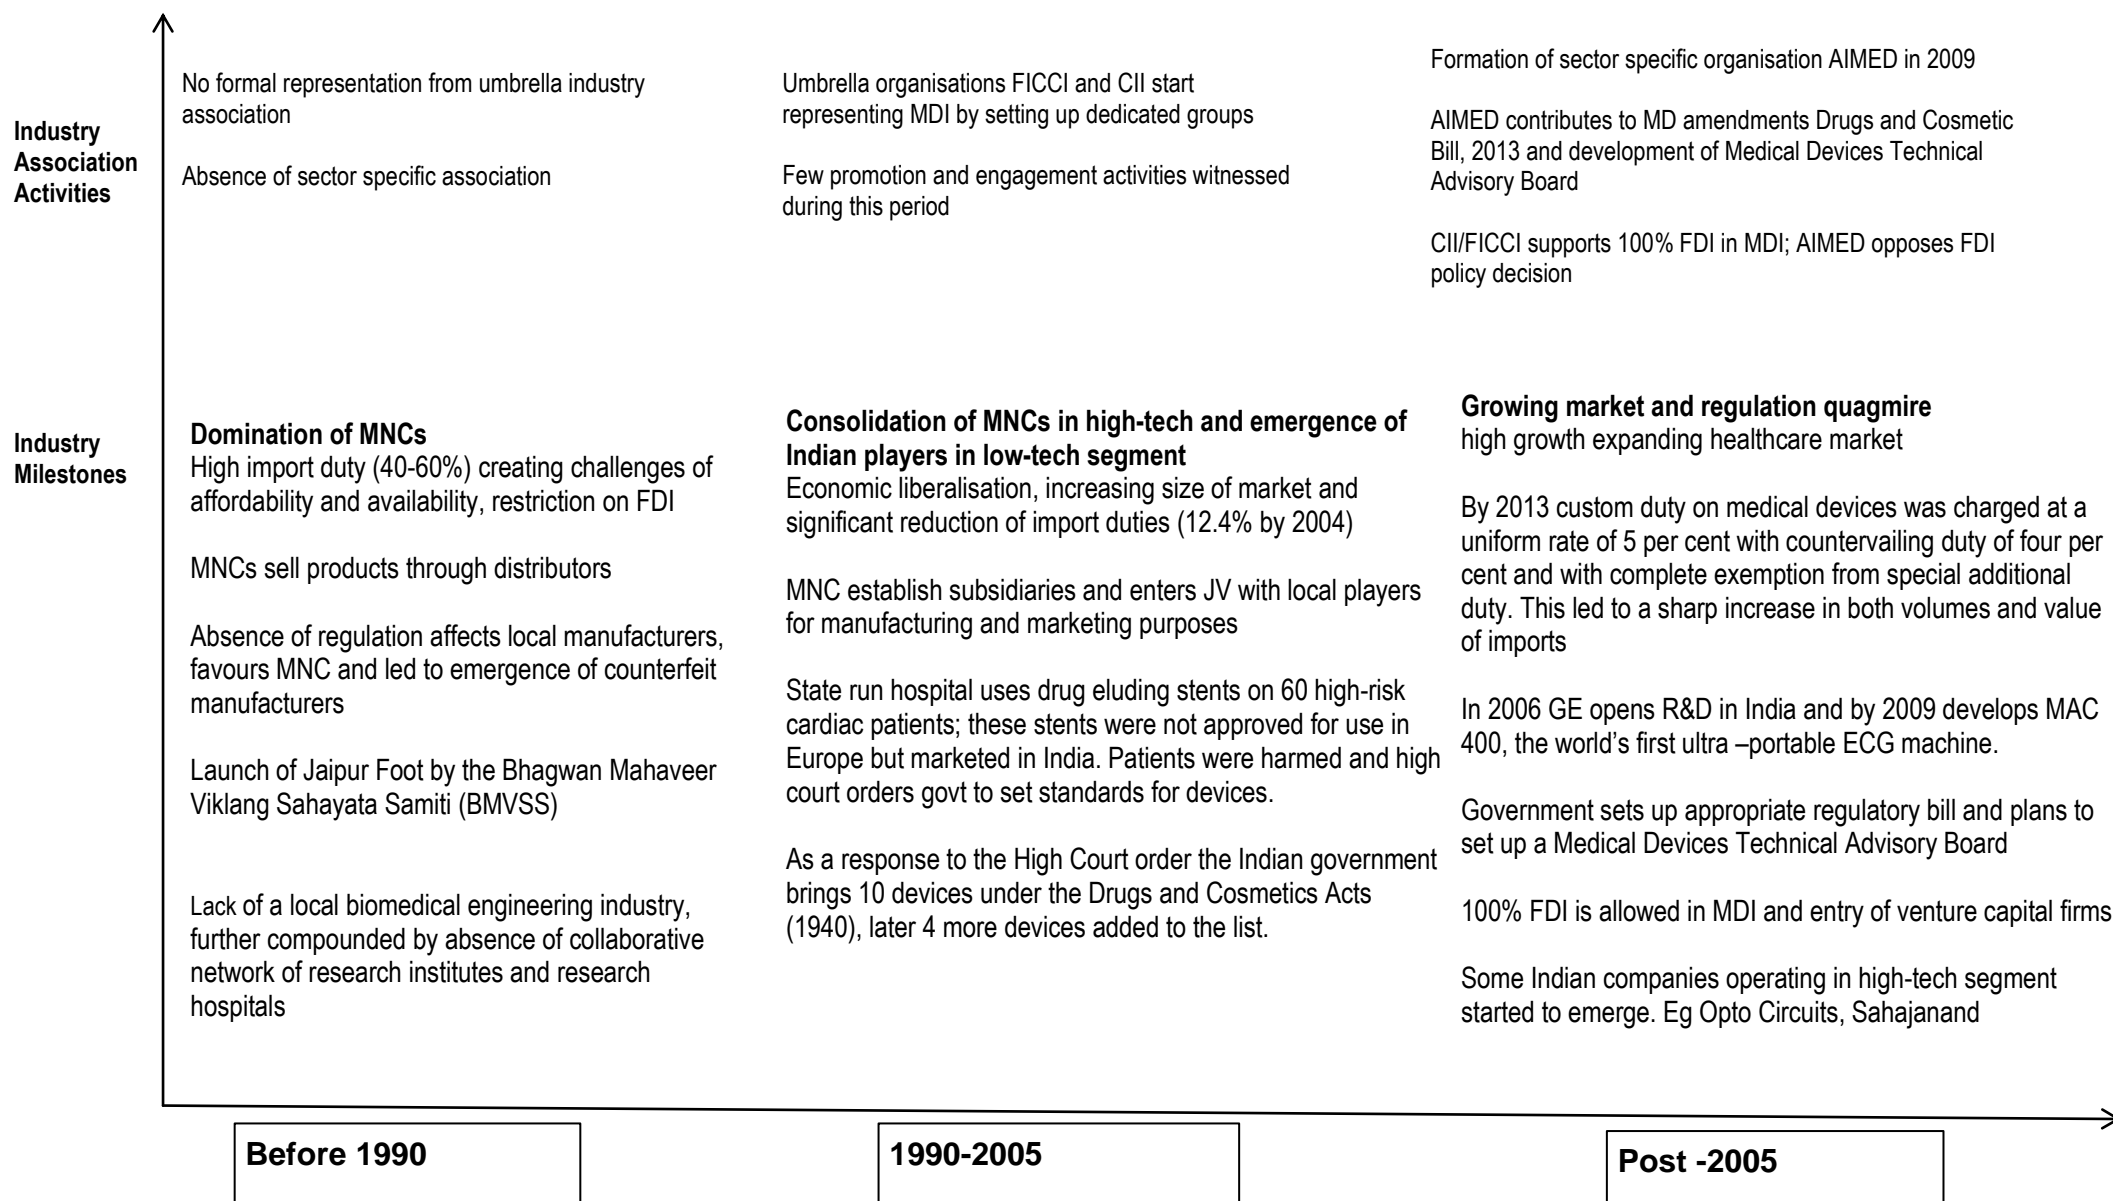 Industry
Association
Activities
No formal representation from umbrella industry
association
Absence of sector specific association
Umbrella organisations FICCI and CII start
representing MDI by setting up dedicated groups
Few promotion and engagement activities witnessed
during this period
Formation of sector specific organisation AIMED in 2009
AIMED contributes to MD amendments Drugs and Cosmetic
Bill, 2013 and development of Medical Devices Technical
Advisory Board
CII/FICCI supports 100% FDI in MDI; AIMED opposes FDI
policy decision
Industry
Milestones
Domination of MNCs
High import duty (40-60%) creating challenges of
affordability and availability, restriction on FDI
MNCs sell products through distributors
Absence of regulation affects local manufacturers,
favours MNC and led to emergence of counterfeit
manufacturers
Launch of Jaipur Foot by the Bhagwan Mahaveer
Viklang Sahayata Samiti (BMVSS)
Lack of a local biomedical engineering industry,
further compounded by absence of collaborative
network of research institutes and research
hospitals
Consolidation of MNCs in high-tech and emergence of
Indian players in low-tech segment
Economic liberalisation, increasing size of market and
significant reduction of import duties (12.4% by 2004)
MNC establish subsidiaries and enters JV with local players
for manufacturing and marketing purposes
State run hospital uses drug eluding stents on 60 high-risk
cardiac patients; these stents were not approved for use in
Europe but marketed in India. Patients were harmed and high
court orders govt to set standards for devices.
As a response to the High Court order the Indian government
brings 10 devices under the Drugs and Cosmetics Acts
(1940), later 4 more devices added to the list.
Growing market and regulation quagmire
high growth expanding healthcare market
By 2013 custom duty on medical devices was charged at a
uniform rate of 5 per cent with countervailing duty of four per
cent and with complete exemption from special additional
duty. This led to a sharp increase in both volumes and value
of imports
In 2006 GE opens R&D in India and by 2009 develops MAC
400, the world's first ultra –portable ECG machine.
Government sets up appropriate regulatory bill and plans to
set up a Medical Devices Technical Advisory Board
100% FDI is allowed in MDI and entry of venture capital firms
Some Indian companies operating in high-tech segment
started to emerge. Eg Opto Circuits, Sahajanand
Before 1990
1990-2005
Post -2005